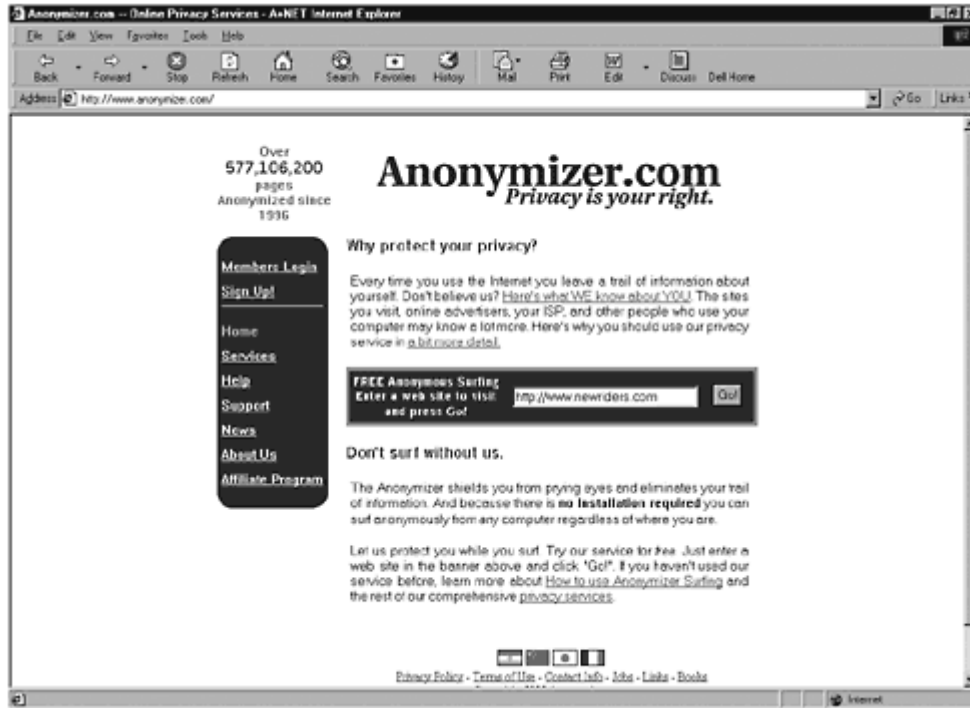 Anonymizer.com -- Online Privacy Services - A&NET Internet Explorer
File Edit View Favorites Tools Help
Back Forward Stop Refresh Home Search Favorites History Mail Print Edit Discuss Dell Home
Address http://www.anonymizer.com/ Go Links
Over
577,106,200
pages
Anonymized since
1996
Anonymizer.com
Privacy is your right.
Members Login
Sign Up!
Home
Services
Help
Support
News
About Us
Affiliate Program
Why protect your privacy?
Every time you use the Internet you leave a trail of information about
yourself. Don't believe us? Here's what WE know about YOU. The sites
you visit, online advertisers, your ISP, and other people who use your
computer may know a lot more. Here's why you should use our privacy
service in a bit more detail.
FREE Anonymous Surfing
Enter a web site to visit
and press Go!
http://www.newriders.com
Go!
Don't surf without us.
The Anonymizer shields you from prying eyes and eliminates your trail
of information. And because there is no installation required you can
surf anonymously from any computer regardless of where you are.
Let us protect you while you surf. Try our service for free. Just enter a
web site in the banner above and click "Go!". If you haven't used our
service before, learn more about How to use Anonymizer Surfing and
the rest of our comprehensive privacy services.
Privacy Policy - Terms of Use - Contact Info - Jobs - Links - Books
Internet